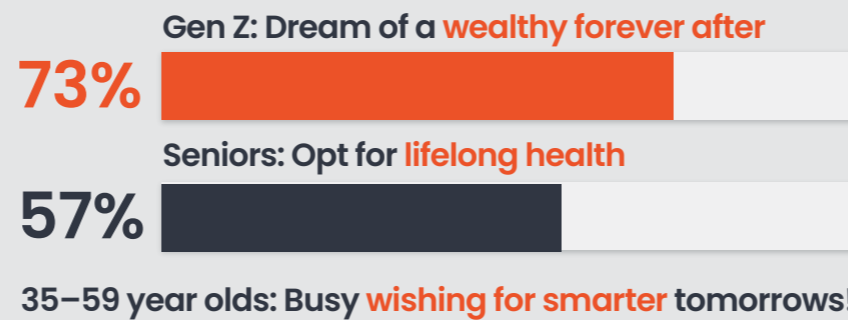 Gen Z: Dream of a wealthy forever after
73%
Seniors: Opt for lifelong health
57%
35–59 year olds: Busy wishing for smarter tomorrows!